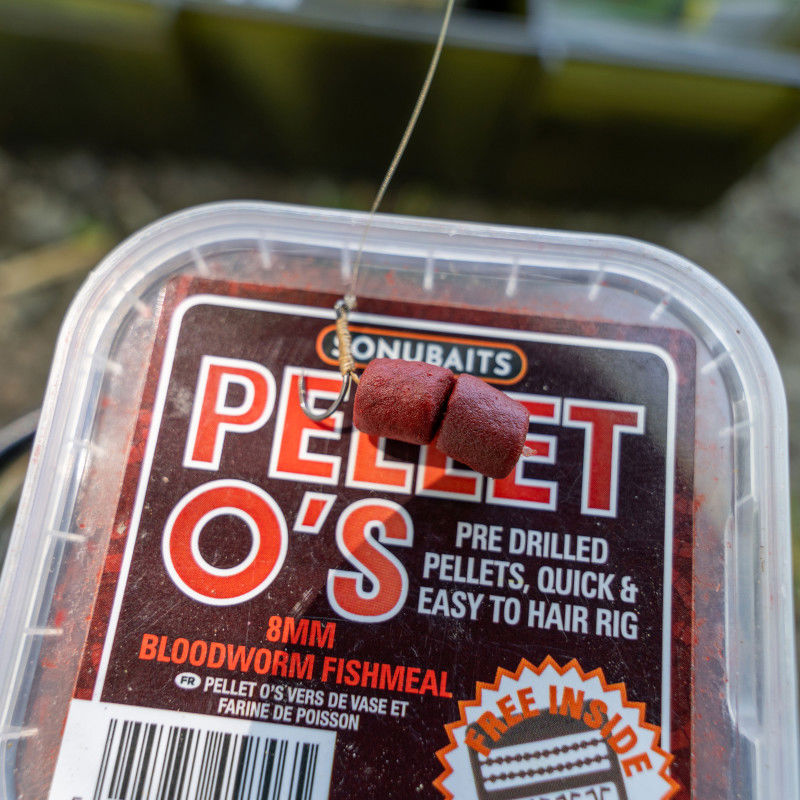 SONUBAITS
PELLET
O'S
PRE DRILLED
PELLETS, QUICK &
EASY TO HAIR RIG
8MM
BLOODWORM FISHMEAL
FR PELLET O'S VERS DE VASE ET
FARINE DE POISSON
FREE INSIDE